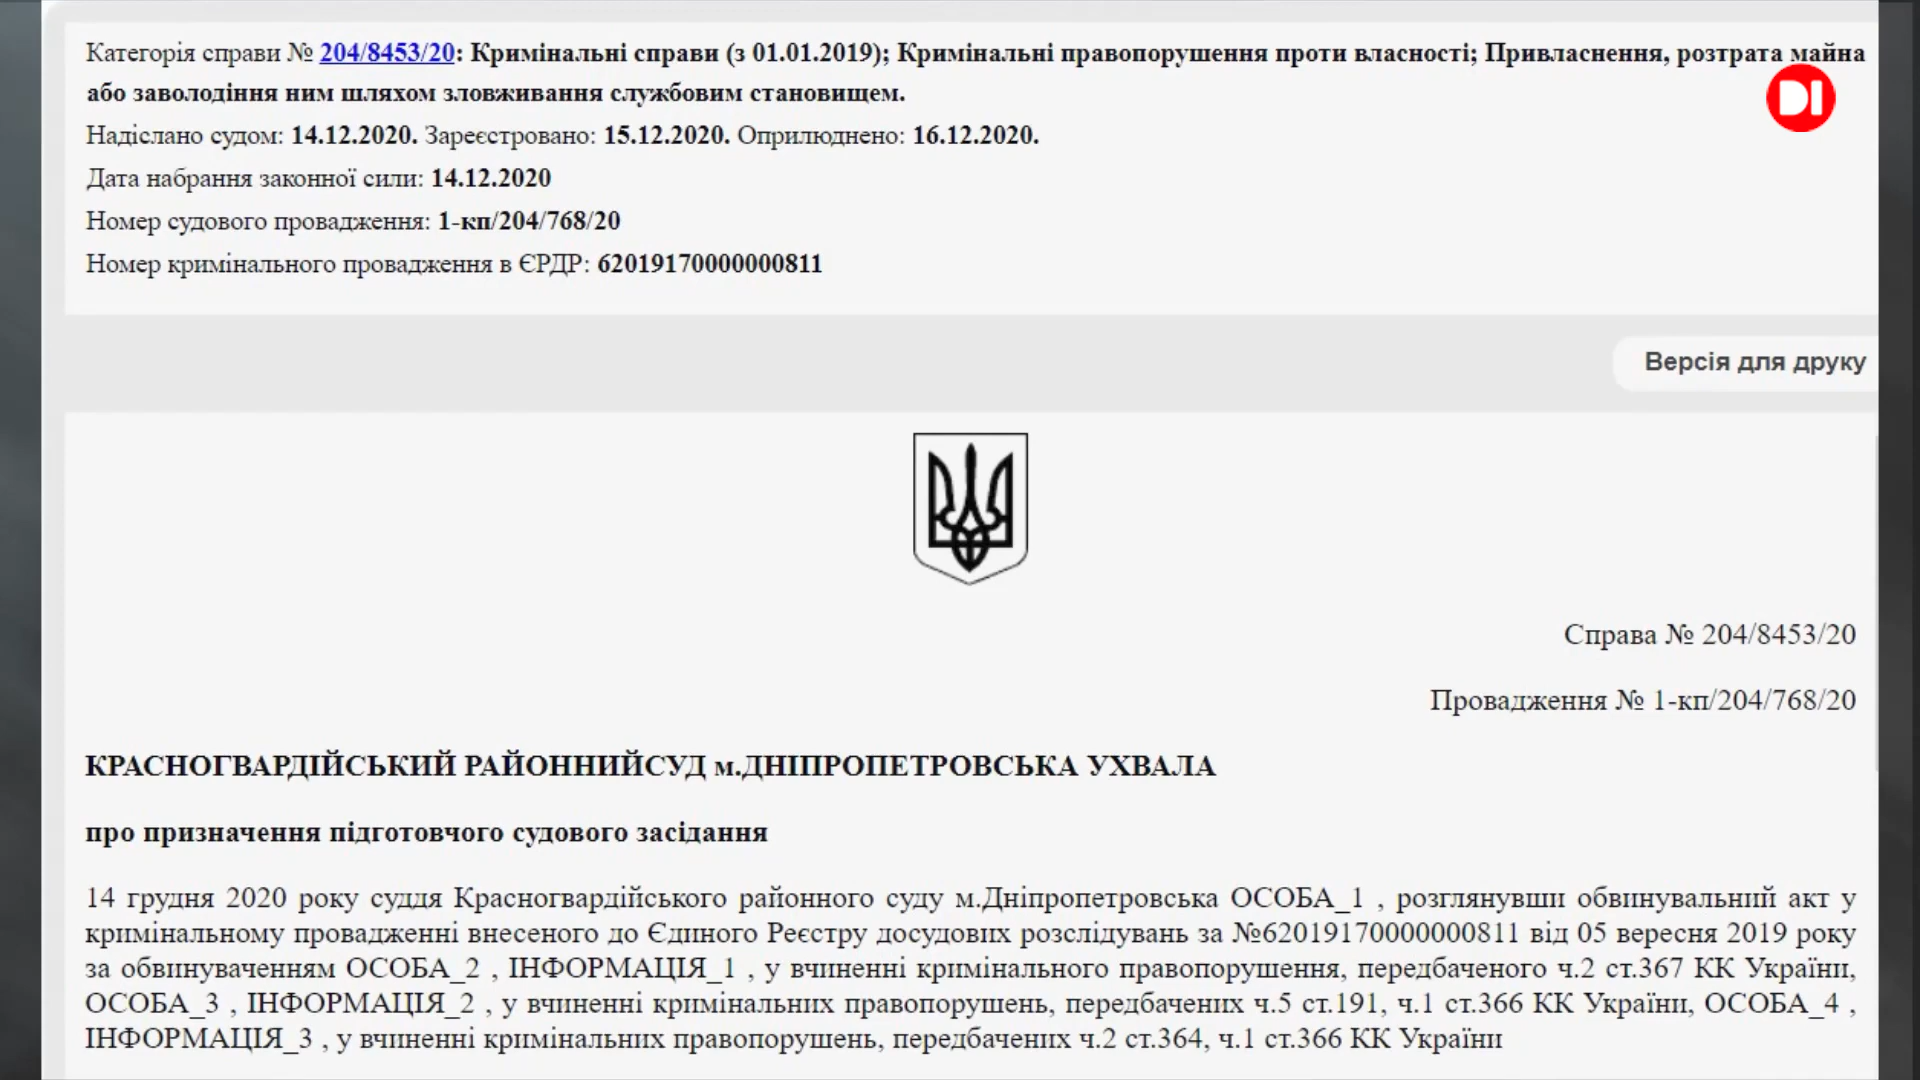 Категорія справи № 204/8453/20: Кримінальні справи (з 01.01.2019); Кримінальні правопорушення проти власності; Привласнення, розтрата майна
або заволодіння ним шляхом зловживання службовим становищем.
DI
Надіслано судом: 14.12.2020. Зареєстровано: 15.12.2020. Оприлюднено: 16.12.2020.
Дата набрання законної сили: 14.12.2020
Номер судового провадження: 1-кп/204/768/20
Номер кримінального провадження в ЄРДР: 62019170000000811
Версія для друку
Справа № 204/8453/20
Провадження № 1-кп/204/768/20
КРАСНОГВАРДІЙСЬКИЙ РАЙОННИЙСУД м.ДНІПРОПЕТРОВСЬКА УХВАЛА
про призначення підготовчого судового засідання
14 грудня 2020 року суддя Красногвардійського районного суду м.Дніпропетровська ОСОБА_1 , розглянувши обвинувальний акт у
кримінальному провадженні внесеного до Єдиного Реєстру досудових розслідувань за №62019170000000811 від 05 вересня 2019 року
за обвинуваченням ОСОБА_2 , ІНФОРМАЦІЯ_1 , у вчиненні кримінального правопорушення, передбаченого ч.2 ст.367 КК України,
ОСОБА_3 , ІНФОРМАЦІЯ_2 , у вчиненні кримінальних правопорушень, передбачених ч.5 ст.191, ч.1 ст.366 КК України, ОСОБА_4 ,
ІНФОРМАЦІЯ_3 , у вчиненні кримінальних правопорушень, передбачених ч.2 ст.364, ч.1 ст.366 КК України